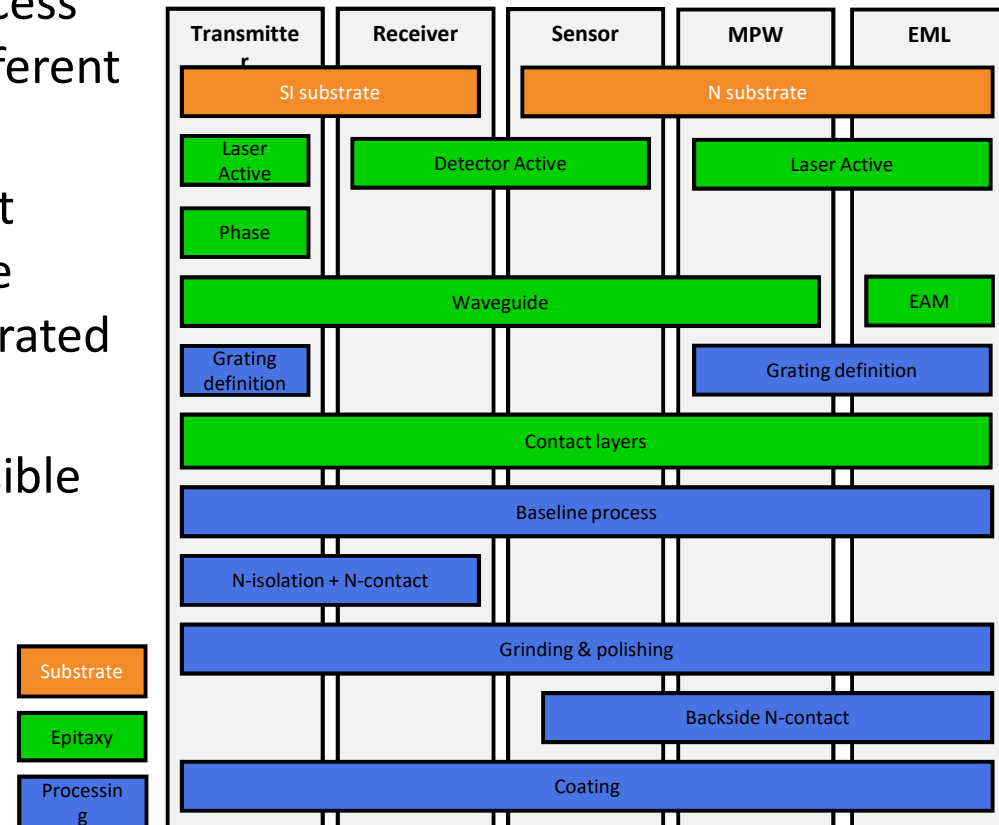 cess
ferent
t
e
rated
sible
Transmitte
r
Receiver
Sensor
MPW
EML
SI substrate
N substrate
Laser
Active
Detector Active
Laser Active
Phase
Waveguide
EAM
Grating
definition
Grating definition
Contact layers
Baseline process
N-isolation + N-contact
Grinding & polishing
Backside N-contact
Coating
Substrate
Epitaxy
Processin
g